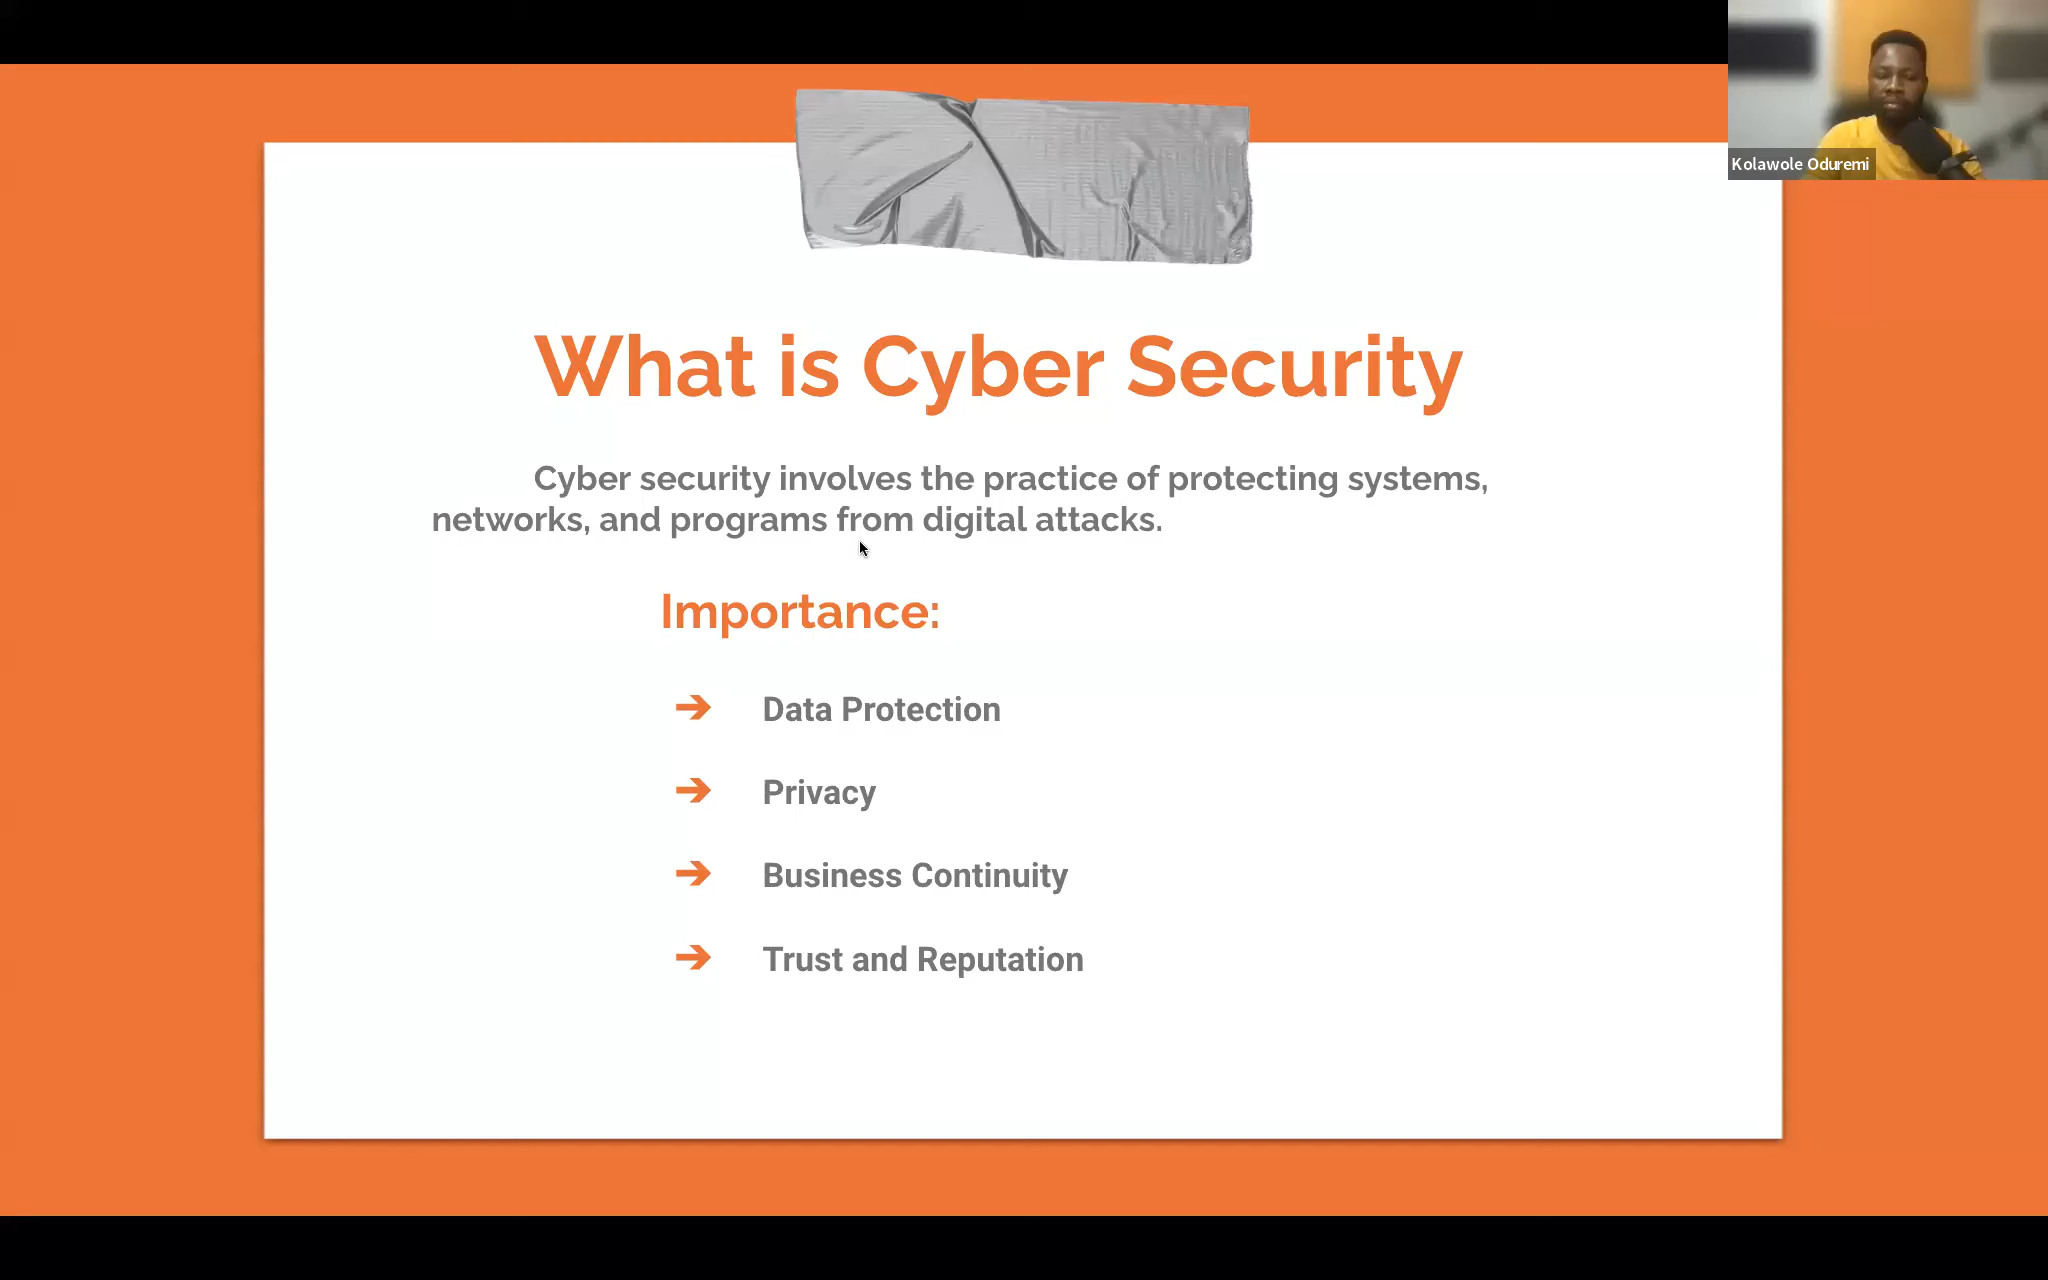 Kolawole Oduremi
What is Cyber Security
Cyber security involves the practice of protecting systems,
networks, and programs from digital attacks.
Importance:
➔ Data Protection
➔ Privacy
➔ Business Continuity
➔ Trust and Reputation